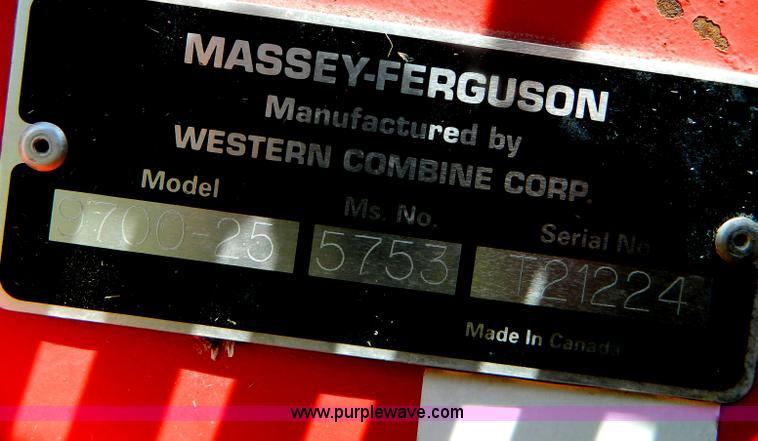 MASSEY-FERGUSON
Manufactured by
WESTERN COMBINE CORP.
Model Ms. No. Serial No
9700-25 5753 T21224
Made In Canada
www.purplewave.com